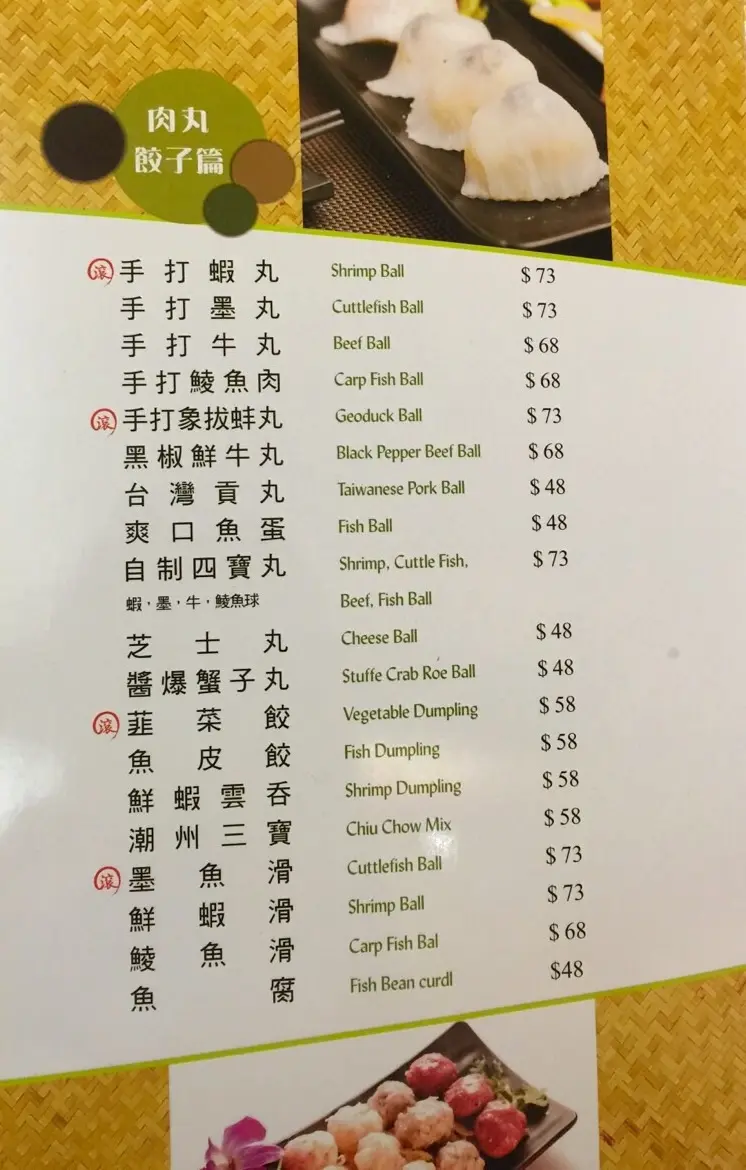 肉丸
餃子篇
滚 手打蝦丸 Shrimp Ball $ 73
手打墨丸 Cuttlefish Ball $ 73
手打牛丸 Beef Ball $ 68
手打鯪魚肉 Carp Fish Ball $ 68
滚 手打象拔蚌丸 Geoduck Ball $ 73
黑椒鮮牛丸 Black Pepper Beef Ball $ 68
台灣貢丸 Taiwanese Pork Ball $ 48
爽口魚蛋 Fish Ball $ 48
自制四寶丸 Shrimp, Cuttle Fish, $ 73
蝦，墨，牛，鯪魚球 Beef, Fish Ball
芝士丸 Cheese Ball $ 48
醬爆蟹子丸 Stuffe Crab Roe Ball $ 48
滚 韮菜餃 Vegetable Dumpling $ 58
魚皮餃 Fish Dumpling $ 58
鮮蝦雲吞 Shrimp Dumpling $ 58
潮州三寶 Chiu Chow Mix $ 58
滚 墨魚滑 Cuttlefish Ball $ 73
鮮蝦滑 Shrimp Ball $ 73
鯪魚滑 Carp Fish Bal $ 68
魚腐 Fish Bean curdl $48